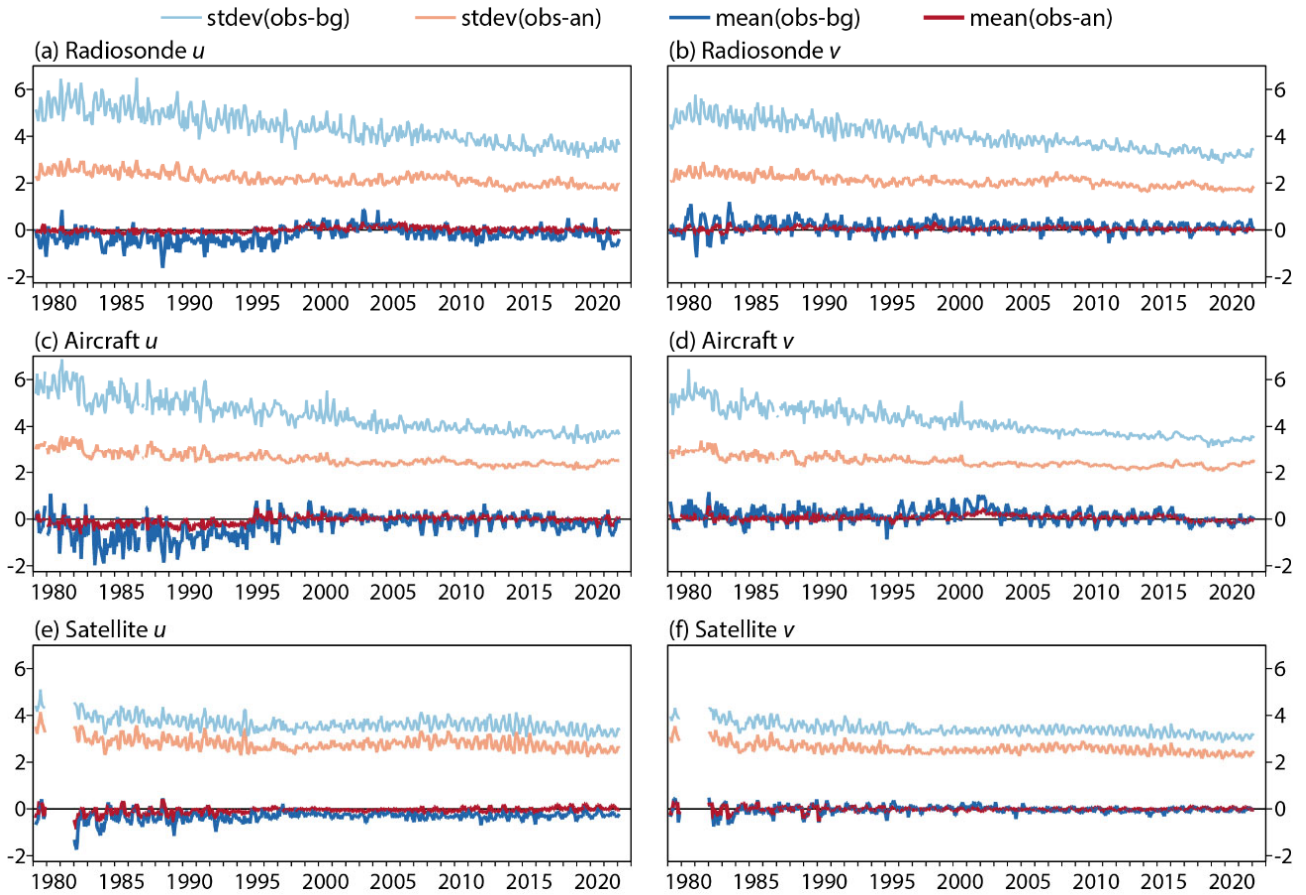 stdev(obs-bg) stdev(obs-an) mean(obs-bg) mean(obs-an)
(a) Radiosonde u (b) Radiosonde v
6 6
4 4
2 2
0 0
-2 -2
1980 1985 1990 1995 2000 2005 2010 2015 2020 1980 1985 1990 1995 2000 2005 2010 2015 2020
(c) Aircraft u (d) Aircraft v
6 6
4 4
2 2
0 0
-2 -2
1980 1985 1990 1995 2000 2005 2010 2015 2020 1980 1985 1990 1995 2000 2005 2010 2015 2020
(e) Satellite u (f) Satellite v
6 6
4 4
2 2
0 0
-2 -2
1980 1985 1990 1995 2000 2005 2010 2015 2020 1980 1985 1990 1995 2000 2005 2010 2015 2020